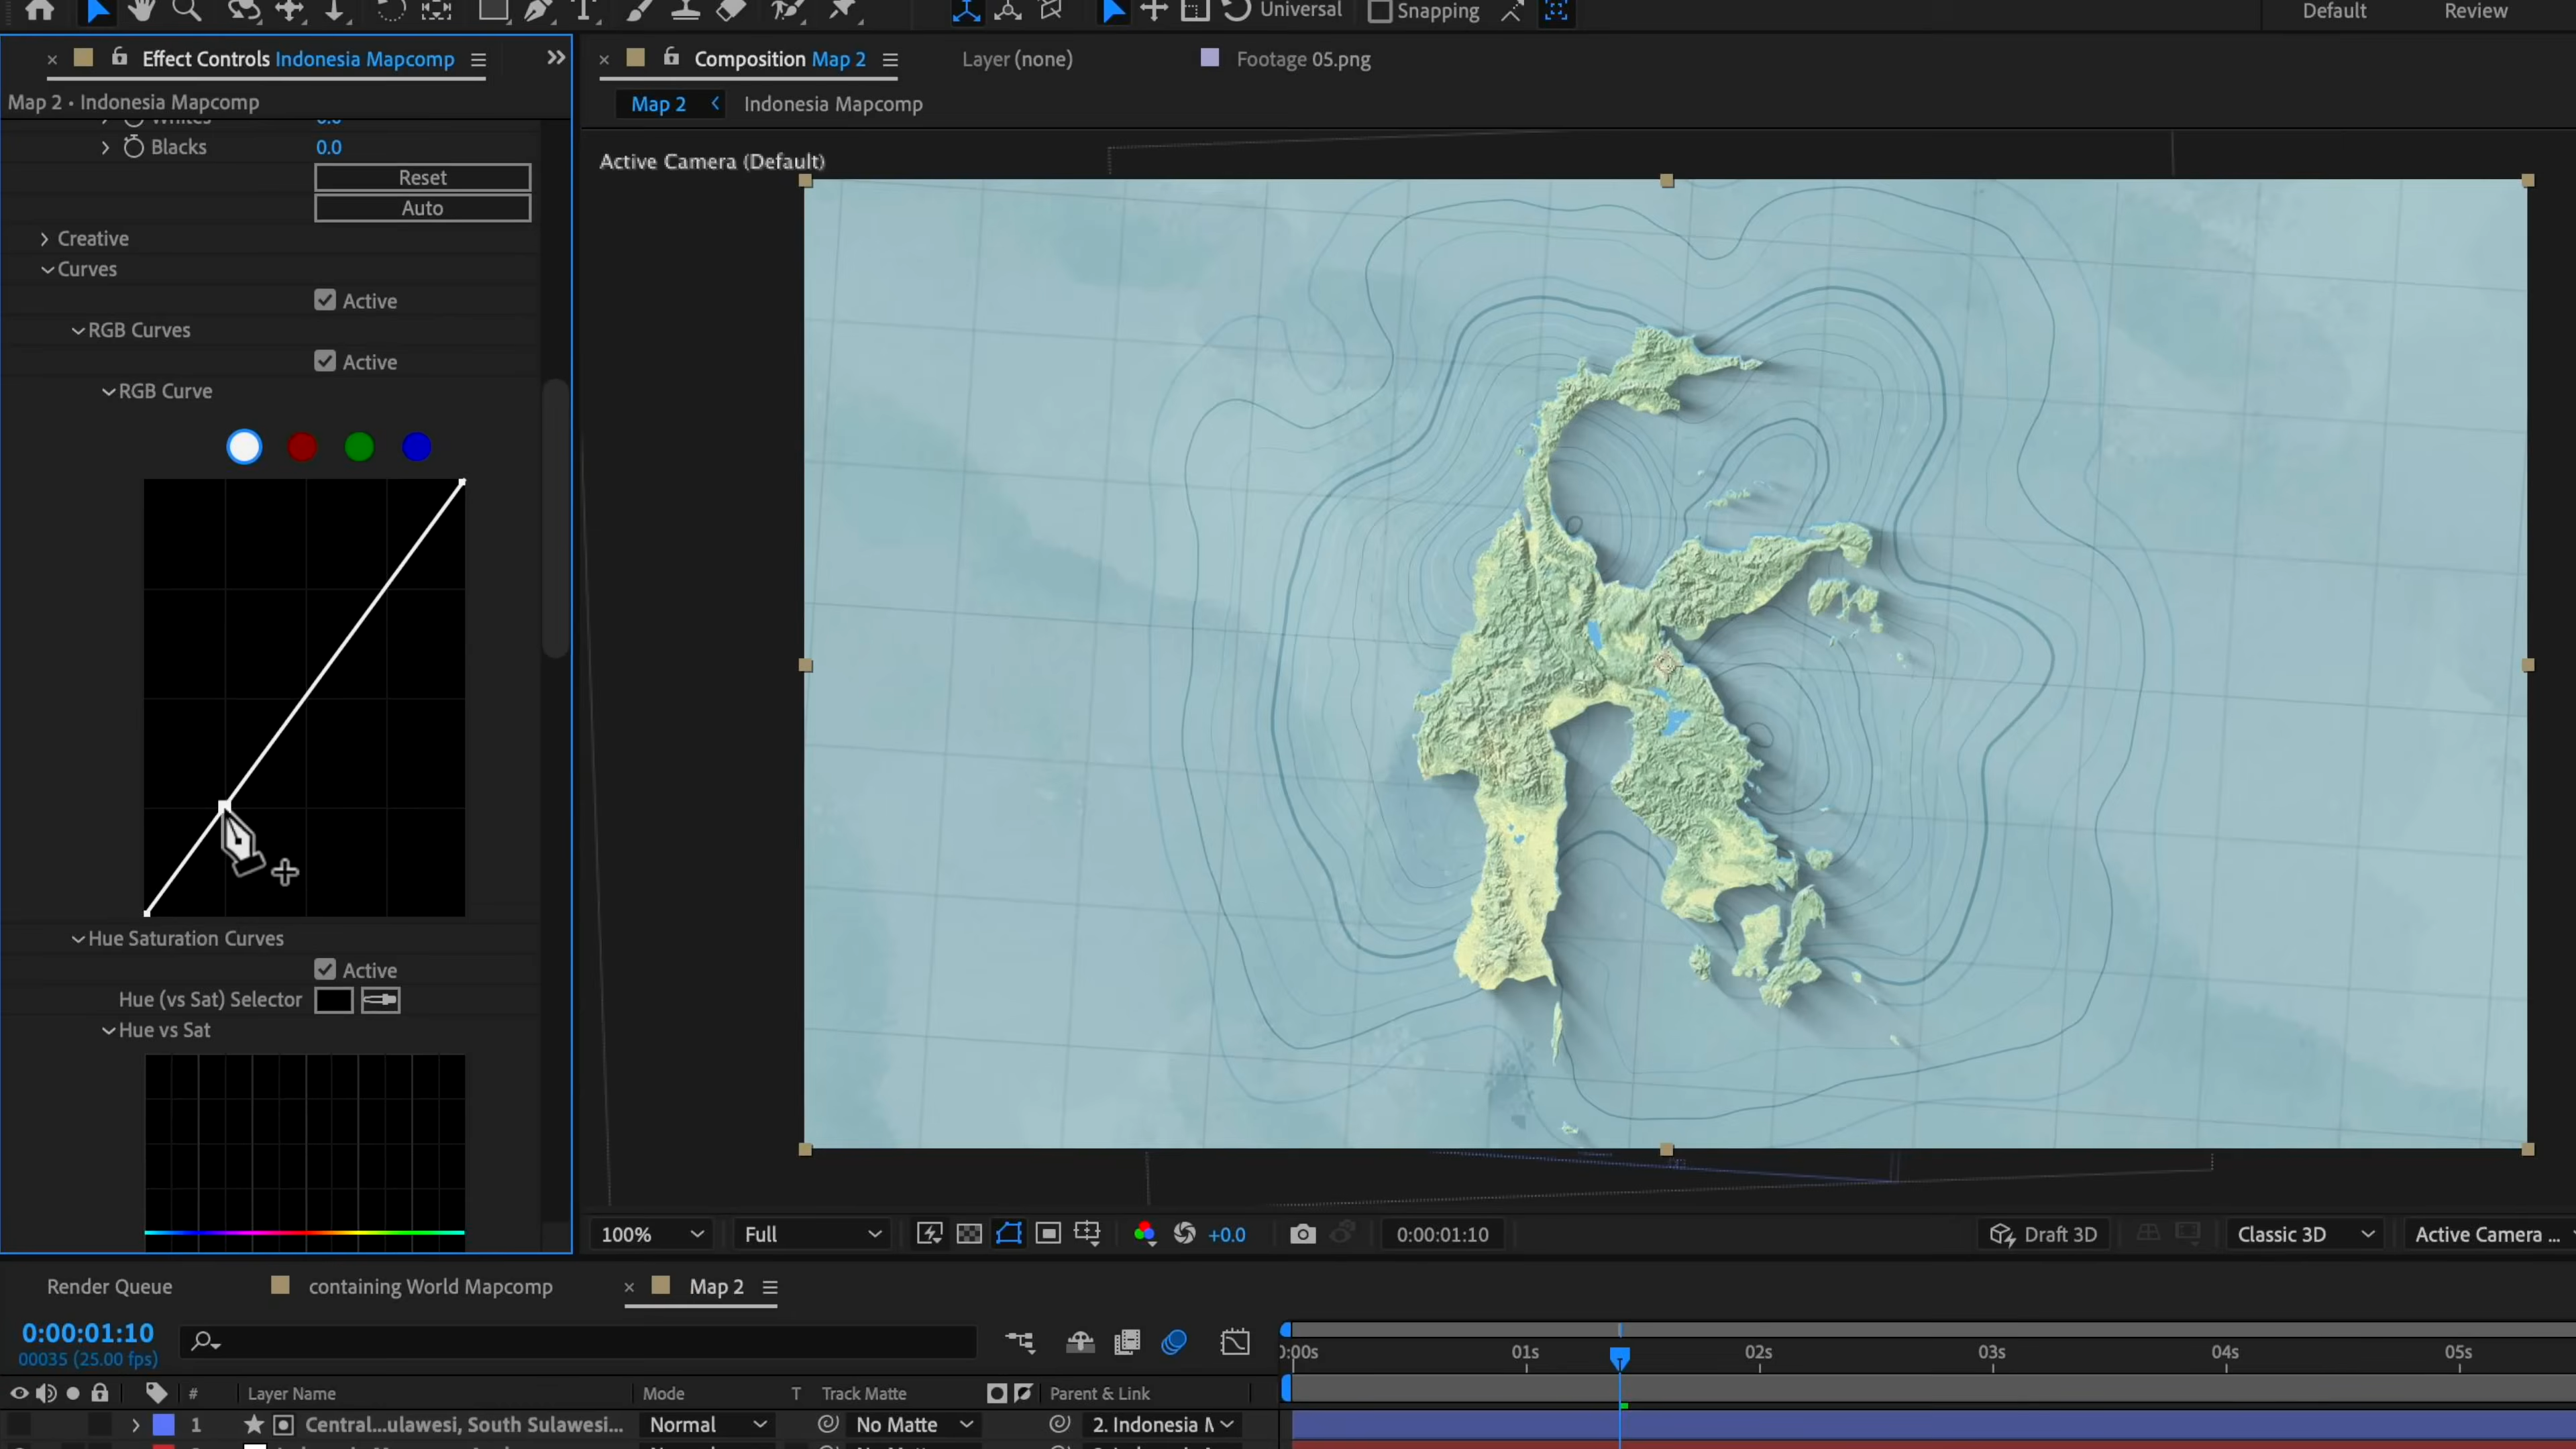 Universal
Snapping
Default
Review
Effect Controls Indonesia Mapcomp
Composition Map 2
Layer (none)
Footage 05.png
Map 2 • Indonesia Mapcomp
Map 2
Indonesia Mapcomp
Whites 0.0
Blacks 0.0
Active Camera (Default)
Reset
Auto
Creative
Curves
Active
RGB Curves
Active
RGB Curve
Hue Saturation Curves
Active
Hue (vs Sat) Selector
Hue vs Sat
100%
Full
+0.0
0:00:01:10
Draft 3D
Classic 3D
Active Camera ...
Render Queue
containing World Mapcomp
Map 2
0:00:01:10
00035 (25.00 fps)
0:00s 01s 02s 03s 04s 05s
# Layer Name Mode T Track Matte Parent & Link
1 Central...ulawesi, South Sulawesi... Normal No Matte 2. Indonesia M